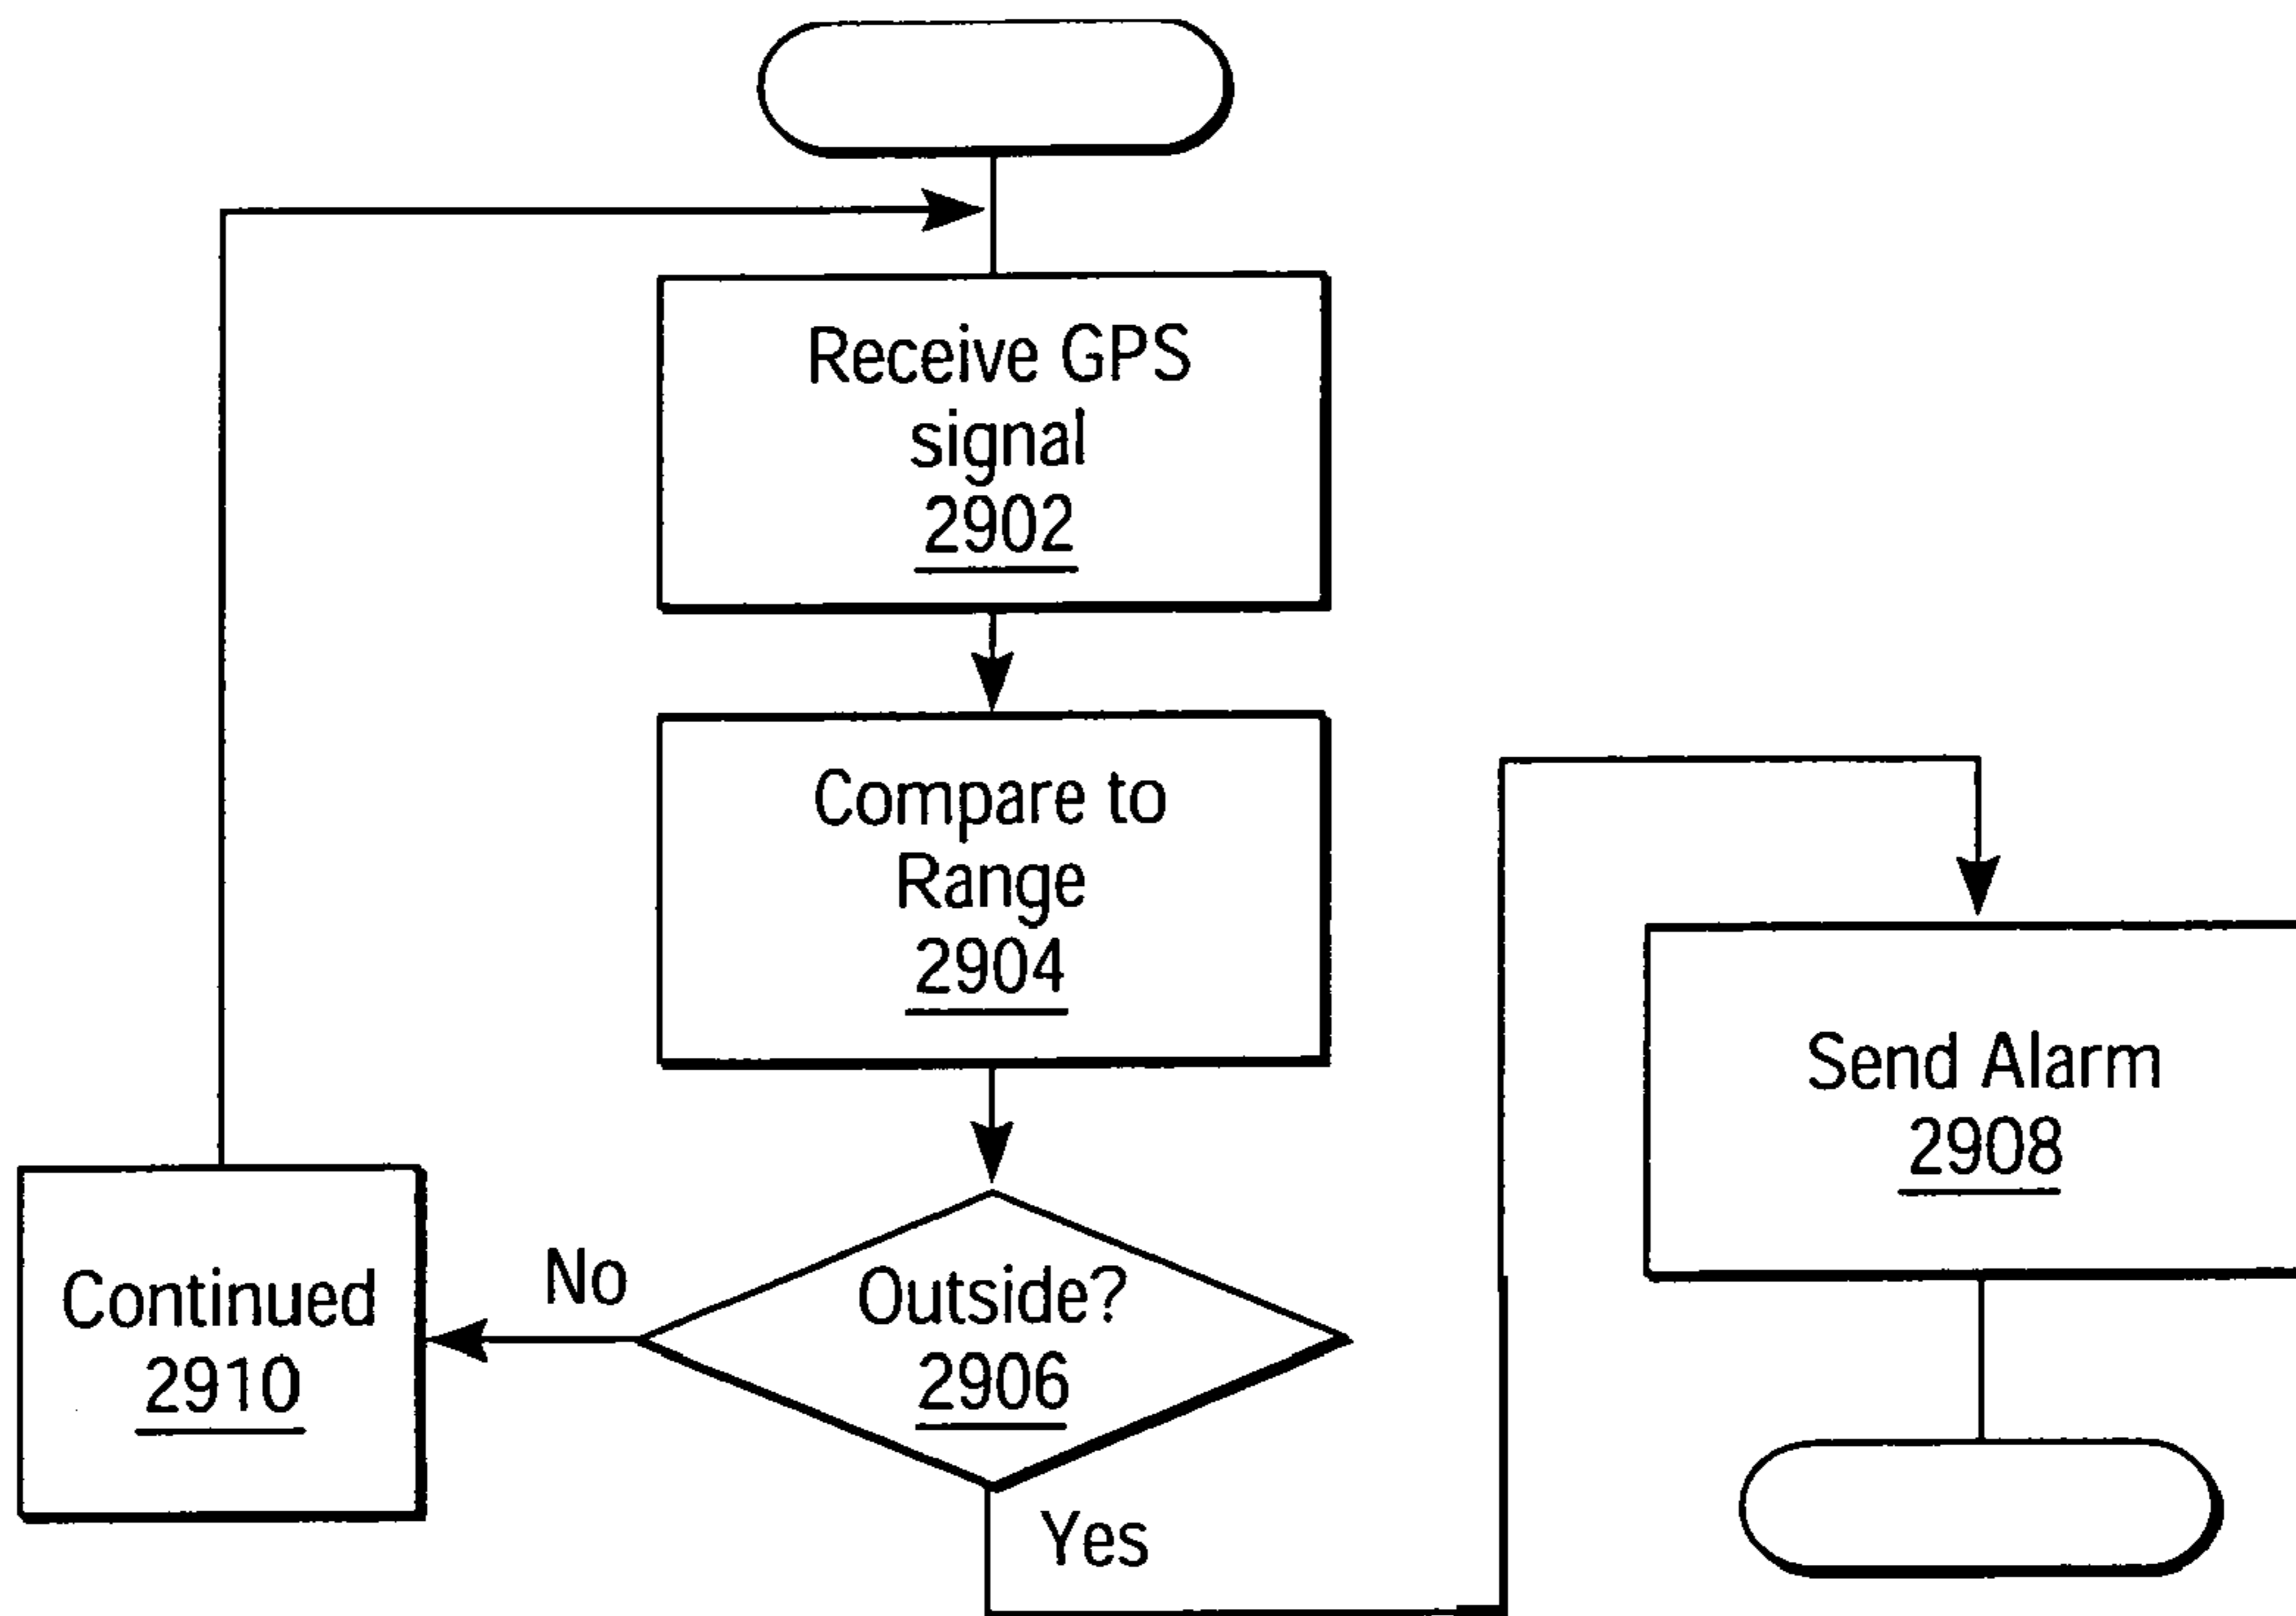 Receive GPS
signal
2902
Compare to
Range
2904
Outside?
2906
No
Continued
2910
Yes
Send Alarm
2908